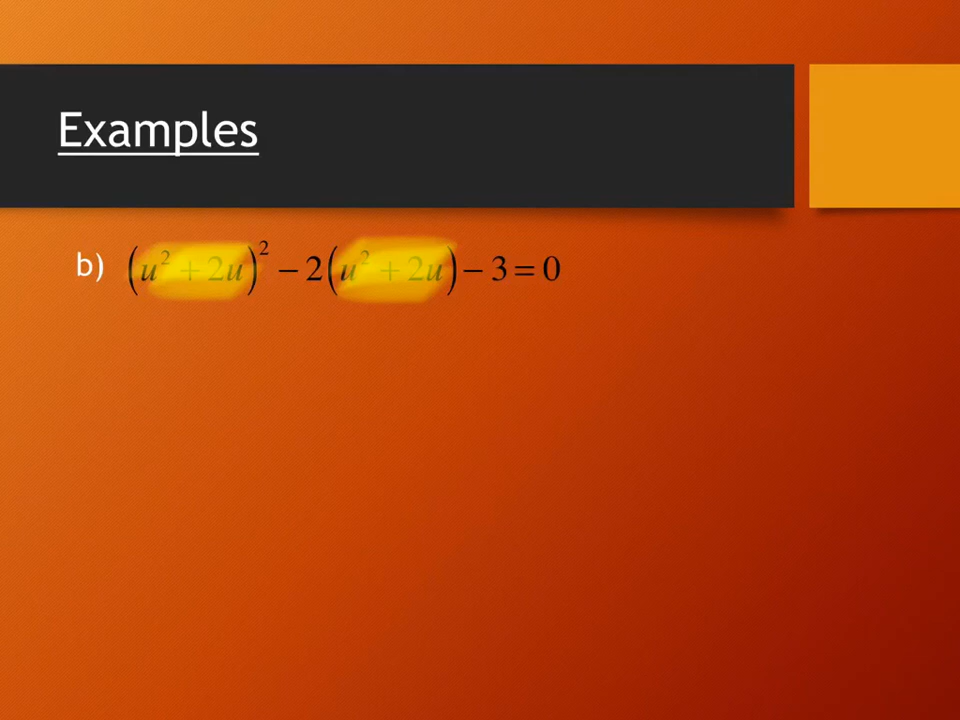 Examples
b) (u² + 2u)² − 2(u² + 2u) − 3 = 0